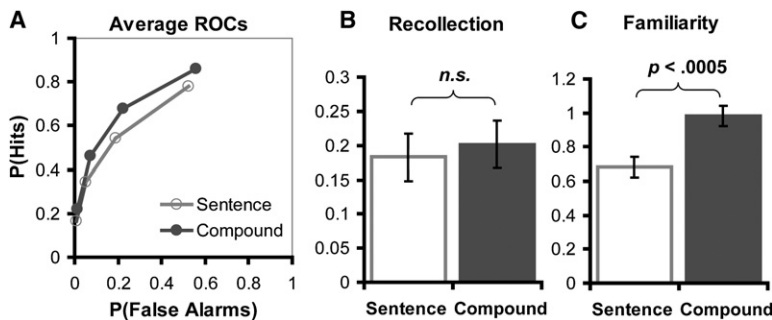 A
Average ROCs
P(Hits)
1
0.8
0.6
0.4
0.2
0
0 0.2 0.4 0.6 0.8 1
P(False Alarms)
Sentence
Compound
B
Recollection
n.s.
0.3
0.25
0.2
0.15
0.1
0.05
0
Sentence Compound
C
Familiarity
p < .0005
1.2
1
0.8
0.6
0.4
0.2
0
Sentence Compound